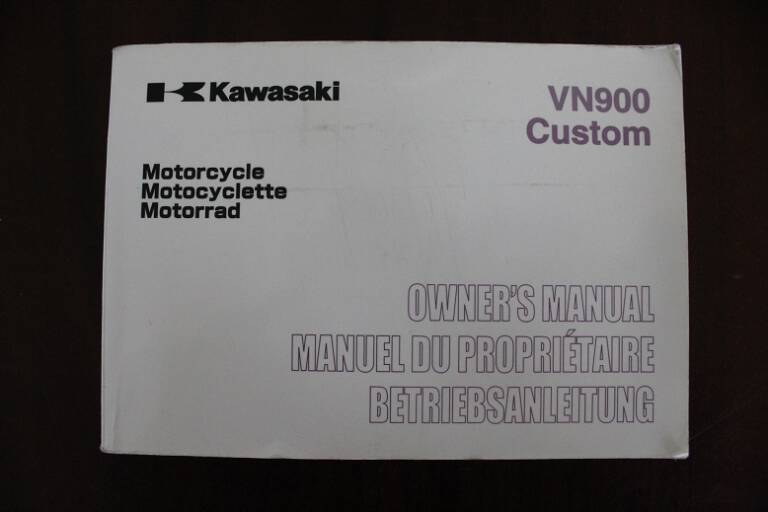 Kawasaki
VN900
Custom
Motorcycle
Motocyclette
Motorrad
OWNER'S MANUAL
MANUEL DU PROPRIÉTAIRE
BETRIEBSANLEITUNG